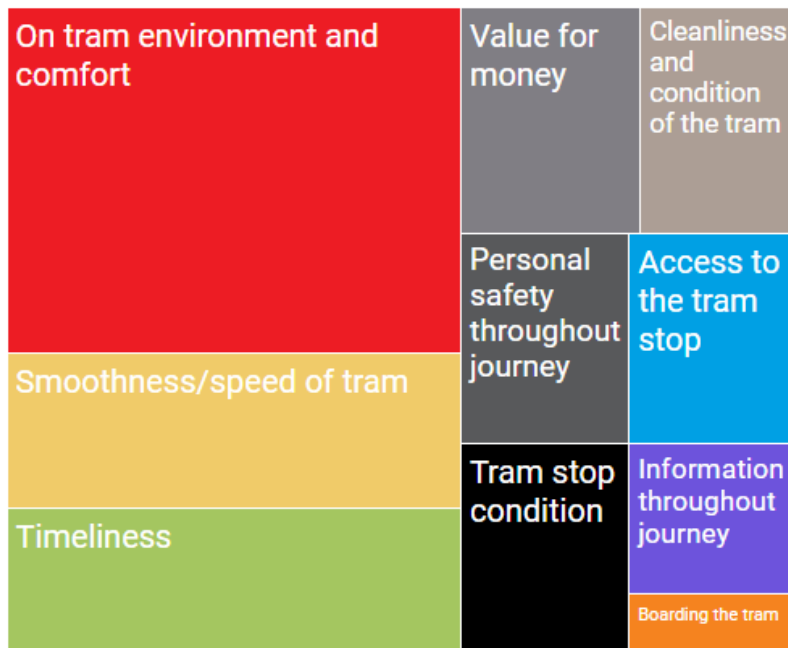 On tram environment and
comfort
Value for
money
Cleanliness
and
condition
of the tram
Personal
safety
throughout
journey
Access to
the tram
stop
Smoothness/speed of tram
Timeliness
Tram stop
condition
Information
throughout
journey
Boarding the tram